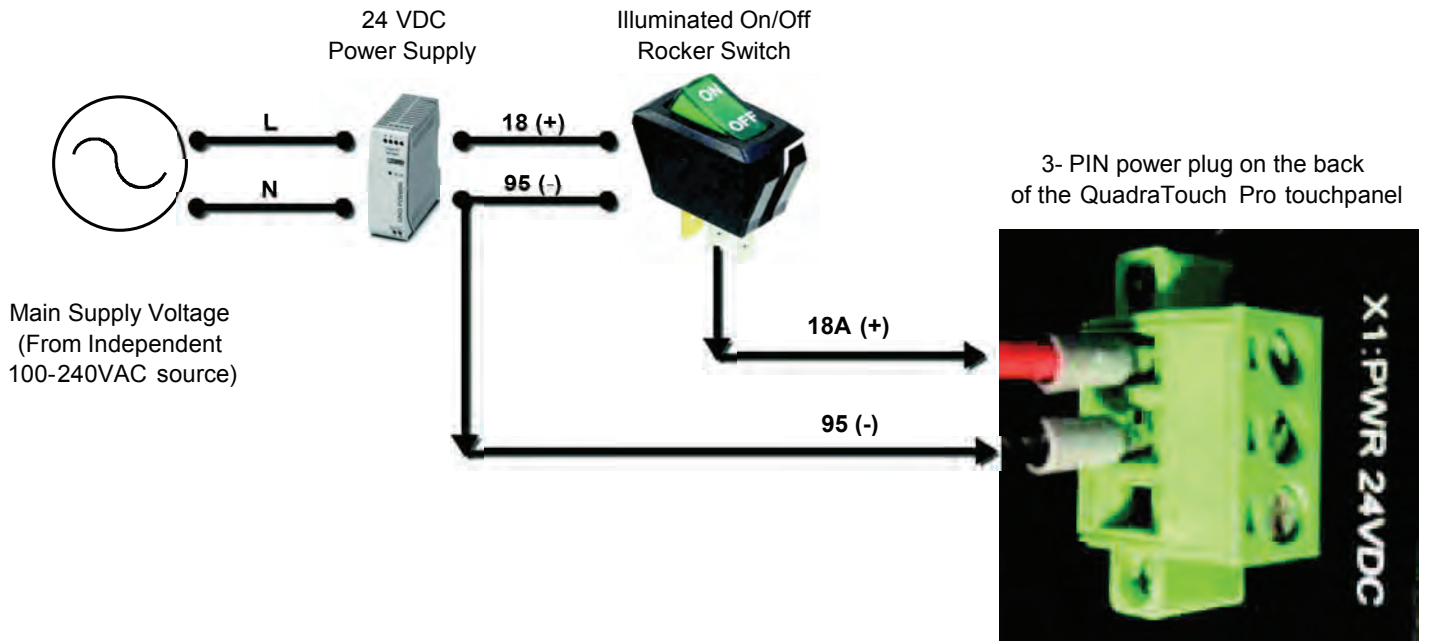 24 VDC
Power Supply
Illuminated On/Off
Rocker Switch
L
N
18 (+)
95 (-)
ON
OFF
3- PIN power plug on the back
of the QuadraTouch Pro touchpanel
Main Supply Voltage
(From Independent
100-240VAC source)
18A (+)
95 (-)
X1:PWR 24VDC